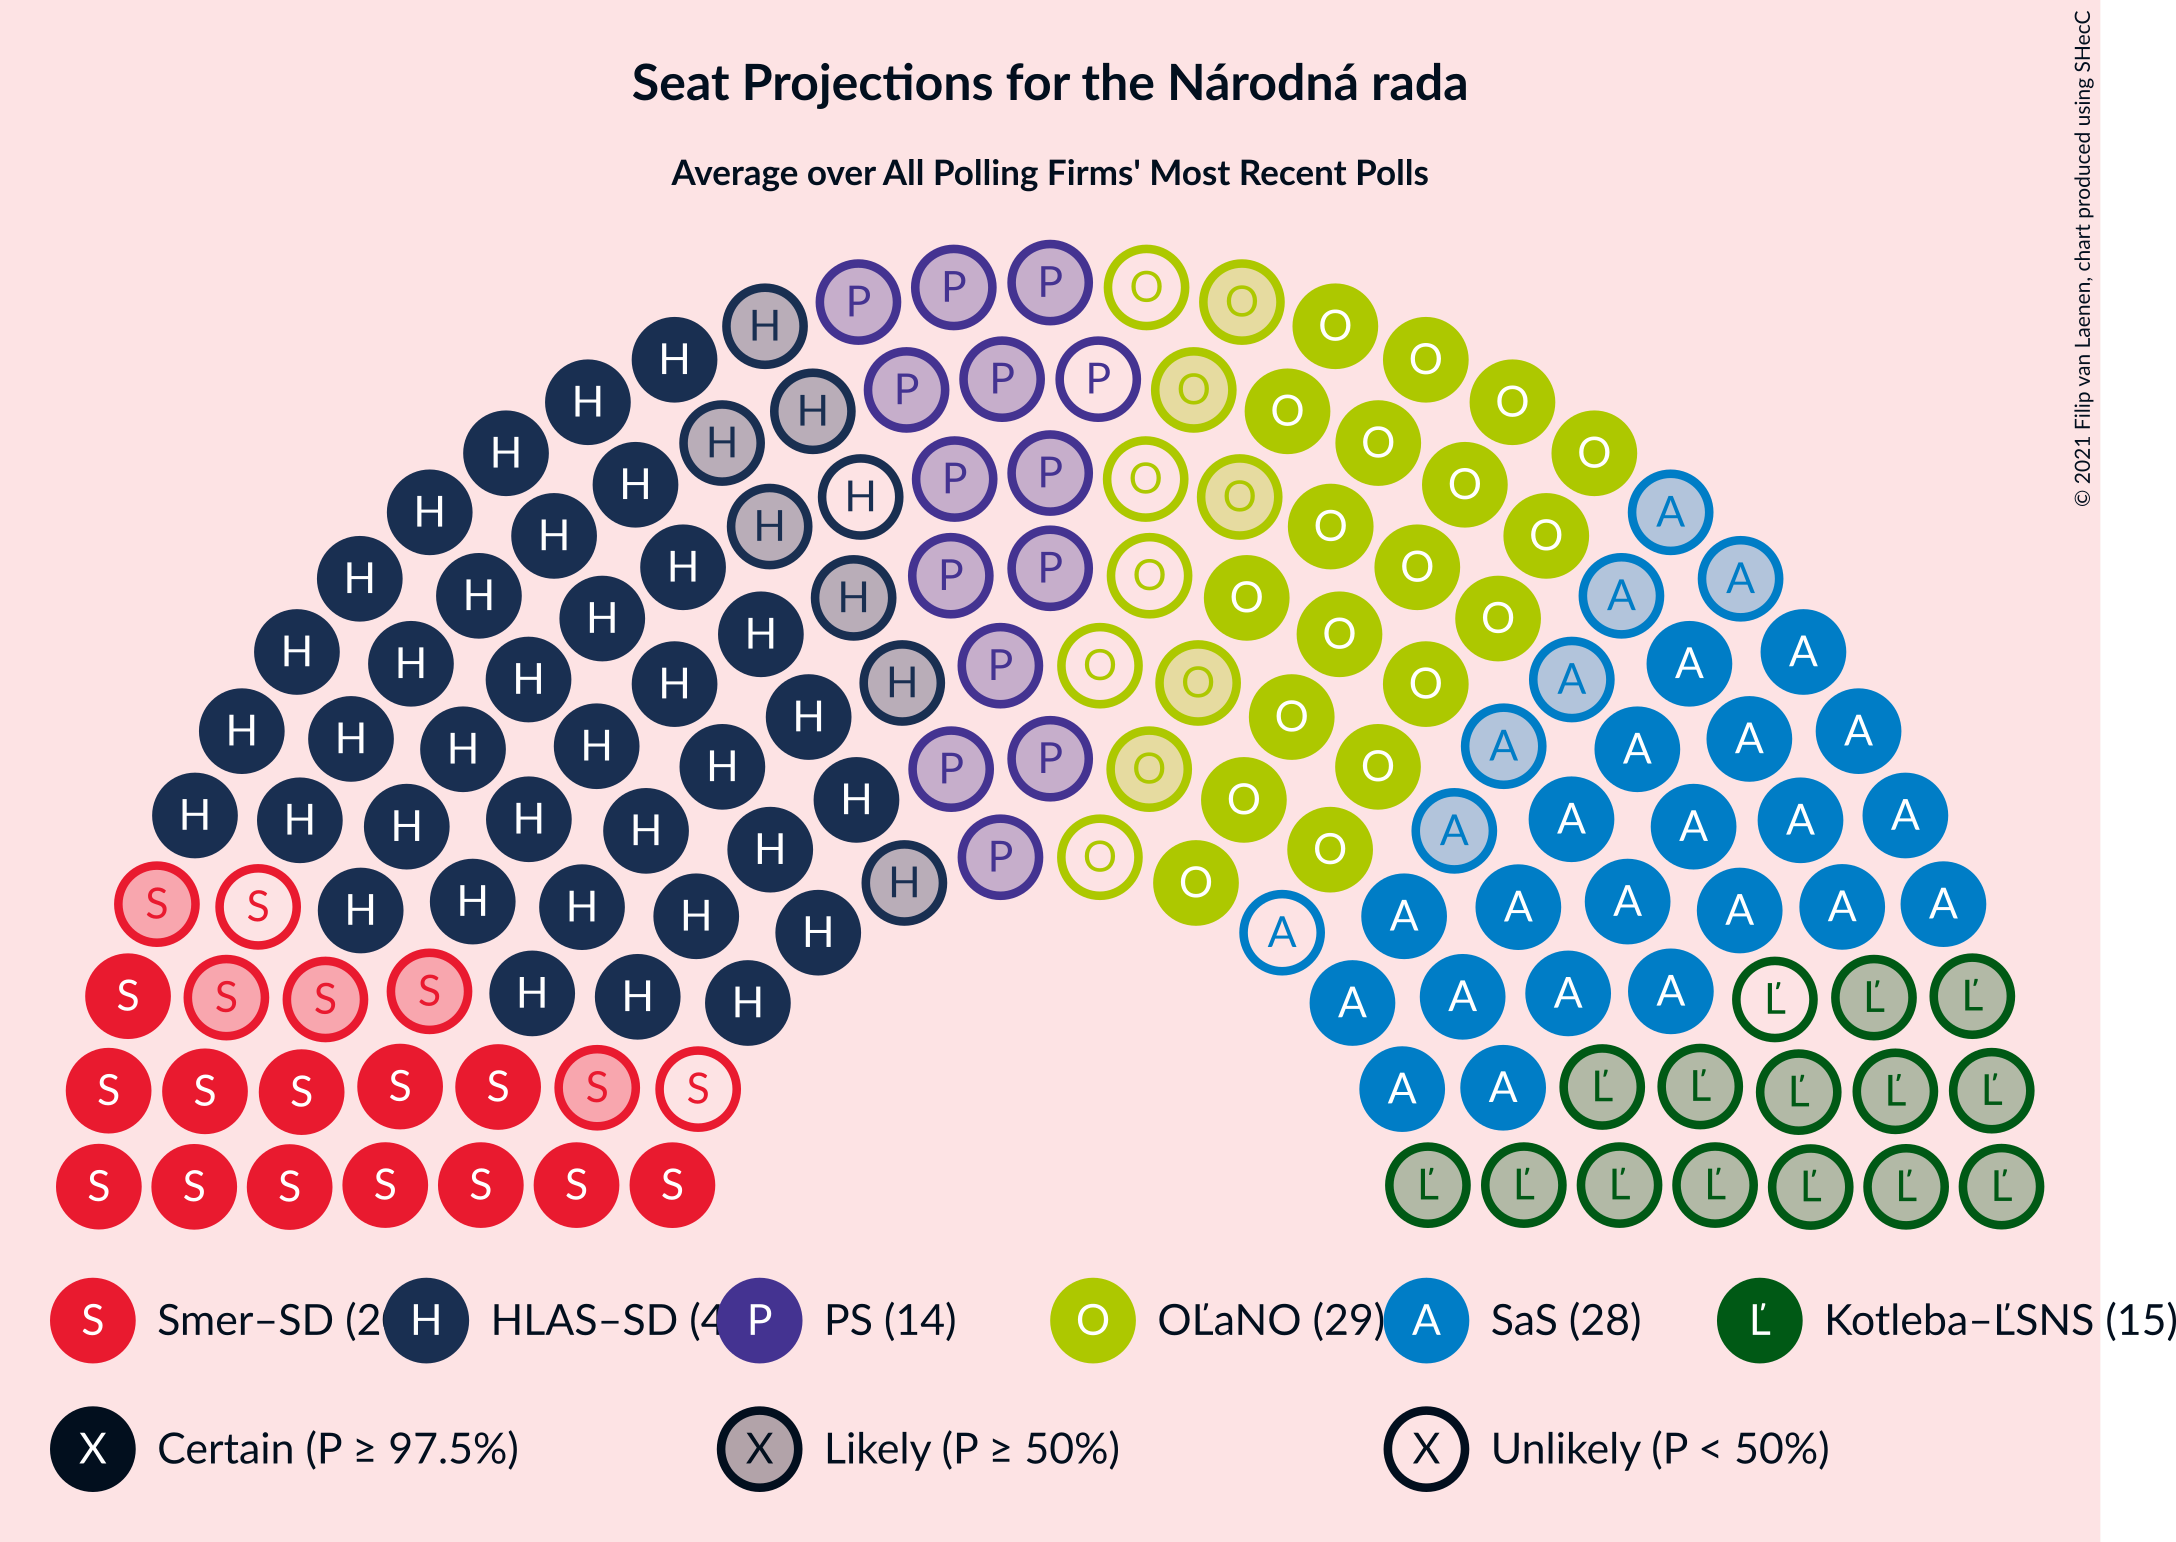 Seat Projections for the Národná rada
Average over All Polling Firms' Most Recent Polls
© 2021 Filip van Laenen, chart produced using SHecC
P P P O O
H O
H P P P O O
H H O O
H H P P O O O O
H H H O O O
H H H P P O O O A
H H H H O O O A A
H H H H P O O O A A A
H H H H H P P O O O A A A A A
H H H H H H H P O O O A A A A A A
S S H H H H H A A A A A A A
S S S S H H H A A A A Ľ Ľ Ľ
S S S S S S S A A Ľ Ľ Ľ Ľ Ľ
S S S S S S S Ľ Ľ Ľ Ľ Ľ Ľ Ľ
S Smer–SD (2 H HLAS–SD (4 P PS (14) O OĽaNO (29) A SaS (28) Ľ Kotleba–ĽSNS (15)
X Certain (P ≥ 97.5%) X Likely (P ≥ 50%) X Unlikely (P < 50%)